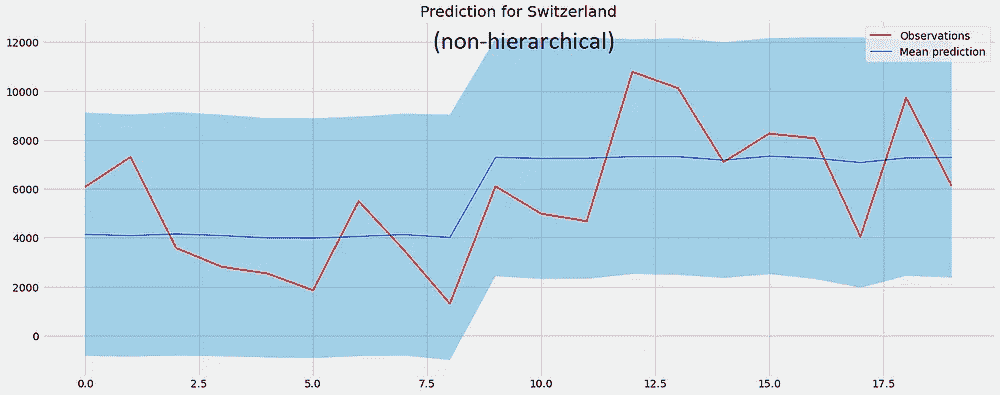 Prediction for Switzerland
(non-hierarchical)
Observations
Mean prediction
12000
10000
8000
6000
4000
2000
0
0.0 2.5 5.0 7.5 10.0 12.5 15.0 17.5